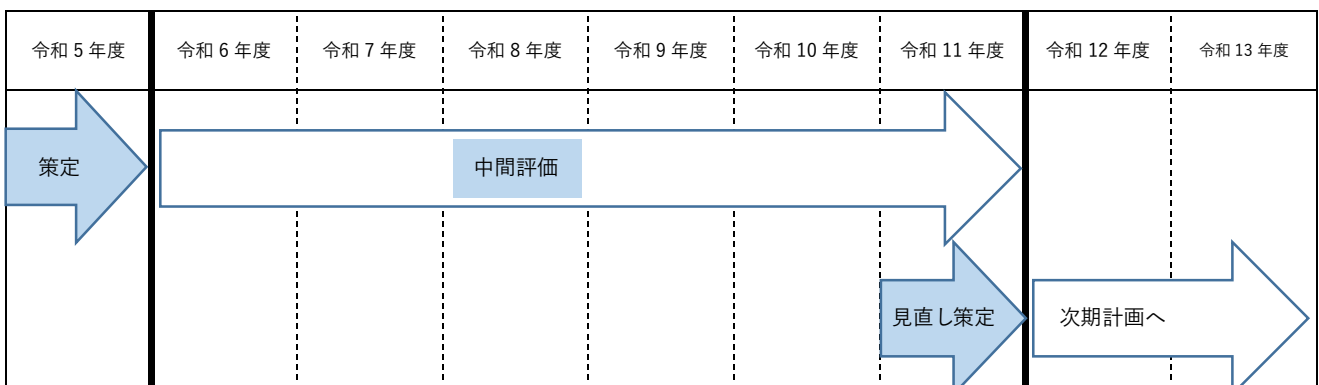 令和 5 年度 令和 6 年度 令和 7 年度 令和 8 年度 令和 9 年度 令和 10 年度 令和 11 年度 令和 12 年度 令和 13 年度
策定 中間評価
見直し策定 次期計画へ